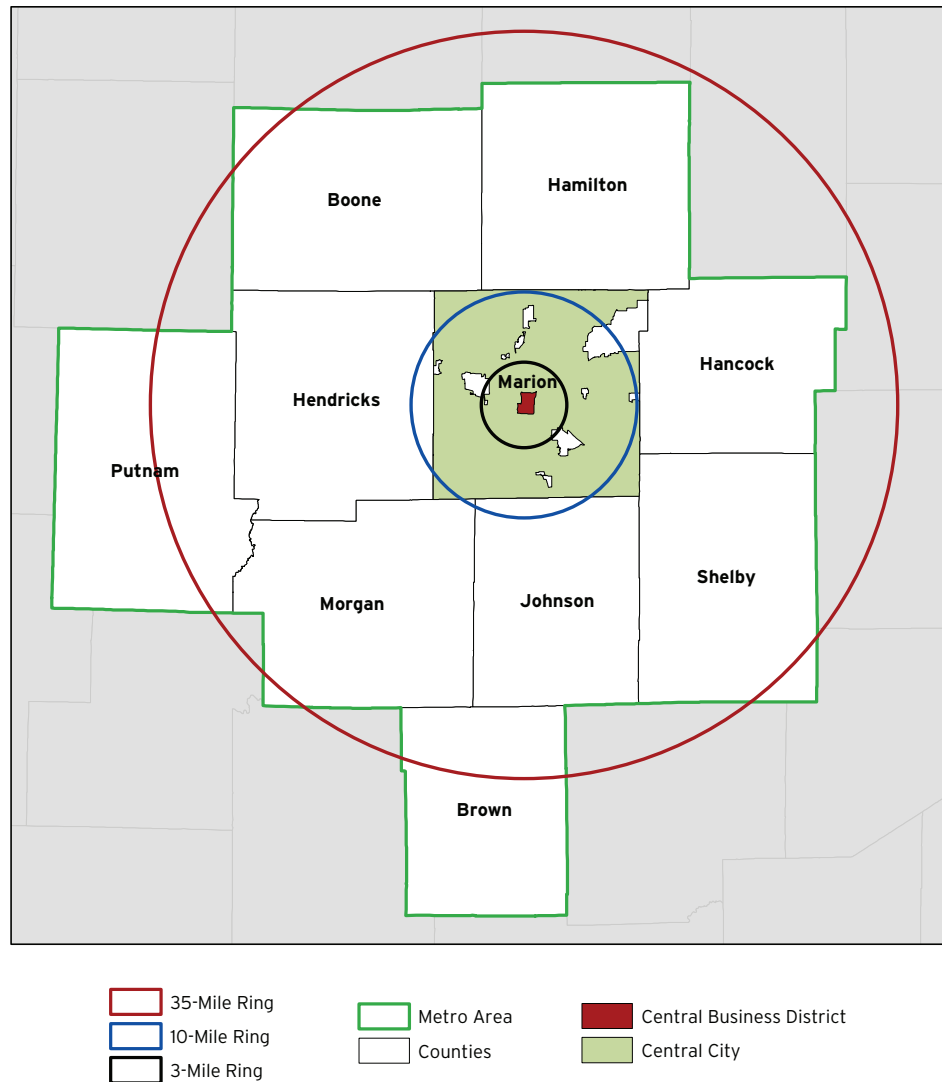 Boone
Hamilton
Hancock
Marion
Hendricks
Putnam
Shelby
Morgan
Johnson
Brown
35-Mile Ring
10-Mile Ring
3-Mile Ring
Metro Area
Counties
Central Business District
Central City